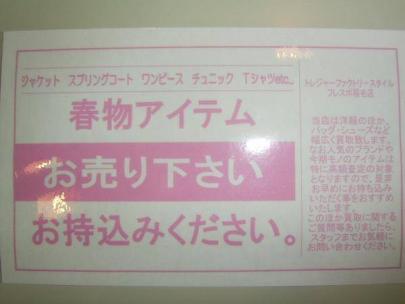 ジャケット スプリングコート ワンピース チュニック Tシャツetc...
春物アイテム
お売り下さい
お持込みください。
トレジャーファクトリースタイル
フレスポ稲毛店
当店は洋服のほか、
バッグ・シューズなど
幅広く買取致します。
なお人気のブランドや
今期モノのアイテムは
特に高額査定の対象
となりますので、是非
お早めにお持ち込み
いただく事をおすすめ
いたします。
このほか買取に関する
ご質問等ありましたら、
スタッフまでお気軽に
お問い合わせください。